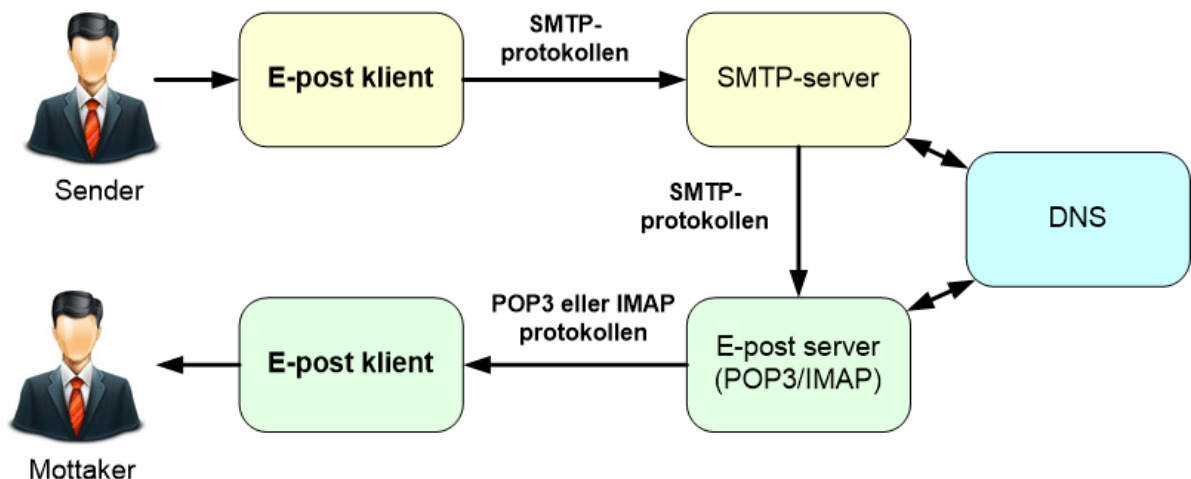 SMTP-
protokollen
E-post klient
SMTP-server
Sender
SMTP-
protokollen
DNS
POP3 eller IMAP
protokollen
E-post klient
E-post server
(POP3/IMAP)
Mottaker